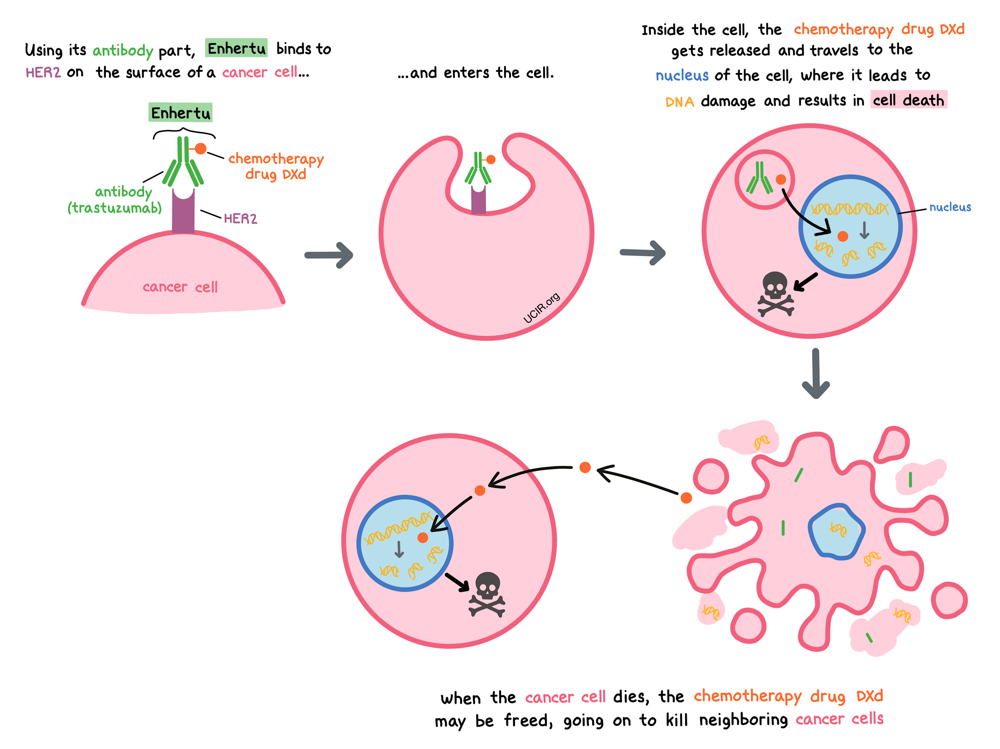 Using its antibody part, Enhertu binds to
HER2 on the surface of a cancer cell...
...and enters the cell.
Inside the cell, the chemotherapy drug DXd
gets released and travels to the
nucleus of the cell, where it leads to
DNA damage and results in cell death
Enhertu
chemotherapy
drug DXd
antibody
(trastuzumab)
HER2
cancer cell
UCIR.org
nucleus
When the cancer cell dies, the chemotherapy drug DXd
may be freed, going on to kill neighboring cancer cells